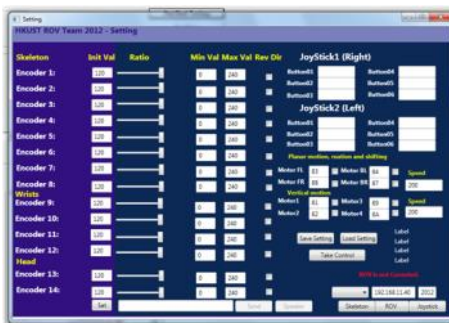 Setting
HKUST ROV Team 2012 - Setting
Skeleton Init Val Ratio Min Val Max Val Rev Dir JoyStick1 (Right)
Encoder 1: 120 0 240 Button01 Button04
Encoder 2: 120 0 240 Button02 Button05
Encoder 3: 120 0 240 Button03 Button06
Encoder 4: 120 0 240 JoyStick2 (Left)
Encoder 5: 120 0 240 Button01 Button04
Encoder 6: 120 0 240 Button02 Button05
Button03 Button06
Encoder 7: 120 0 240 Planar motion, roation and shifting
Encoder 8: 120 0 240 Motor FL Motor BL Speed
Wrists Motor FR Motor BR 200
Encoder 9: 120 0 240 Vertical motion
Motor1 61 Motor3 Speed
Encoder 10: 120 0 240 Motor2 62 Motor4 200
Encoder 11: 120 0 240 Save Setting Load Setting Label
Label
Encoder 12: 120 0 240 Take Control Label
Head Label
Encoder 13: 120 0 240
Encoder 14: 120 0 240 192.168.11.40 2012
Set Send Skeleton ROV Joystick